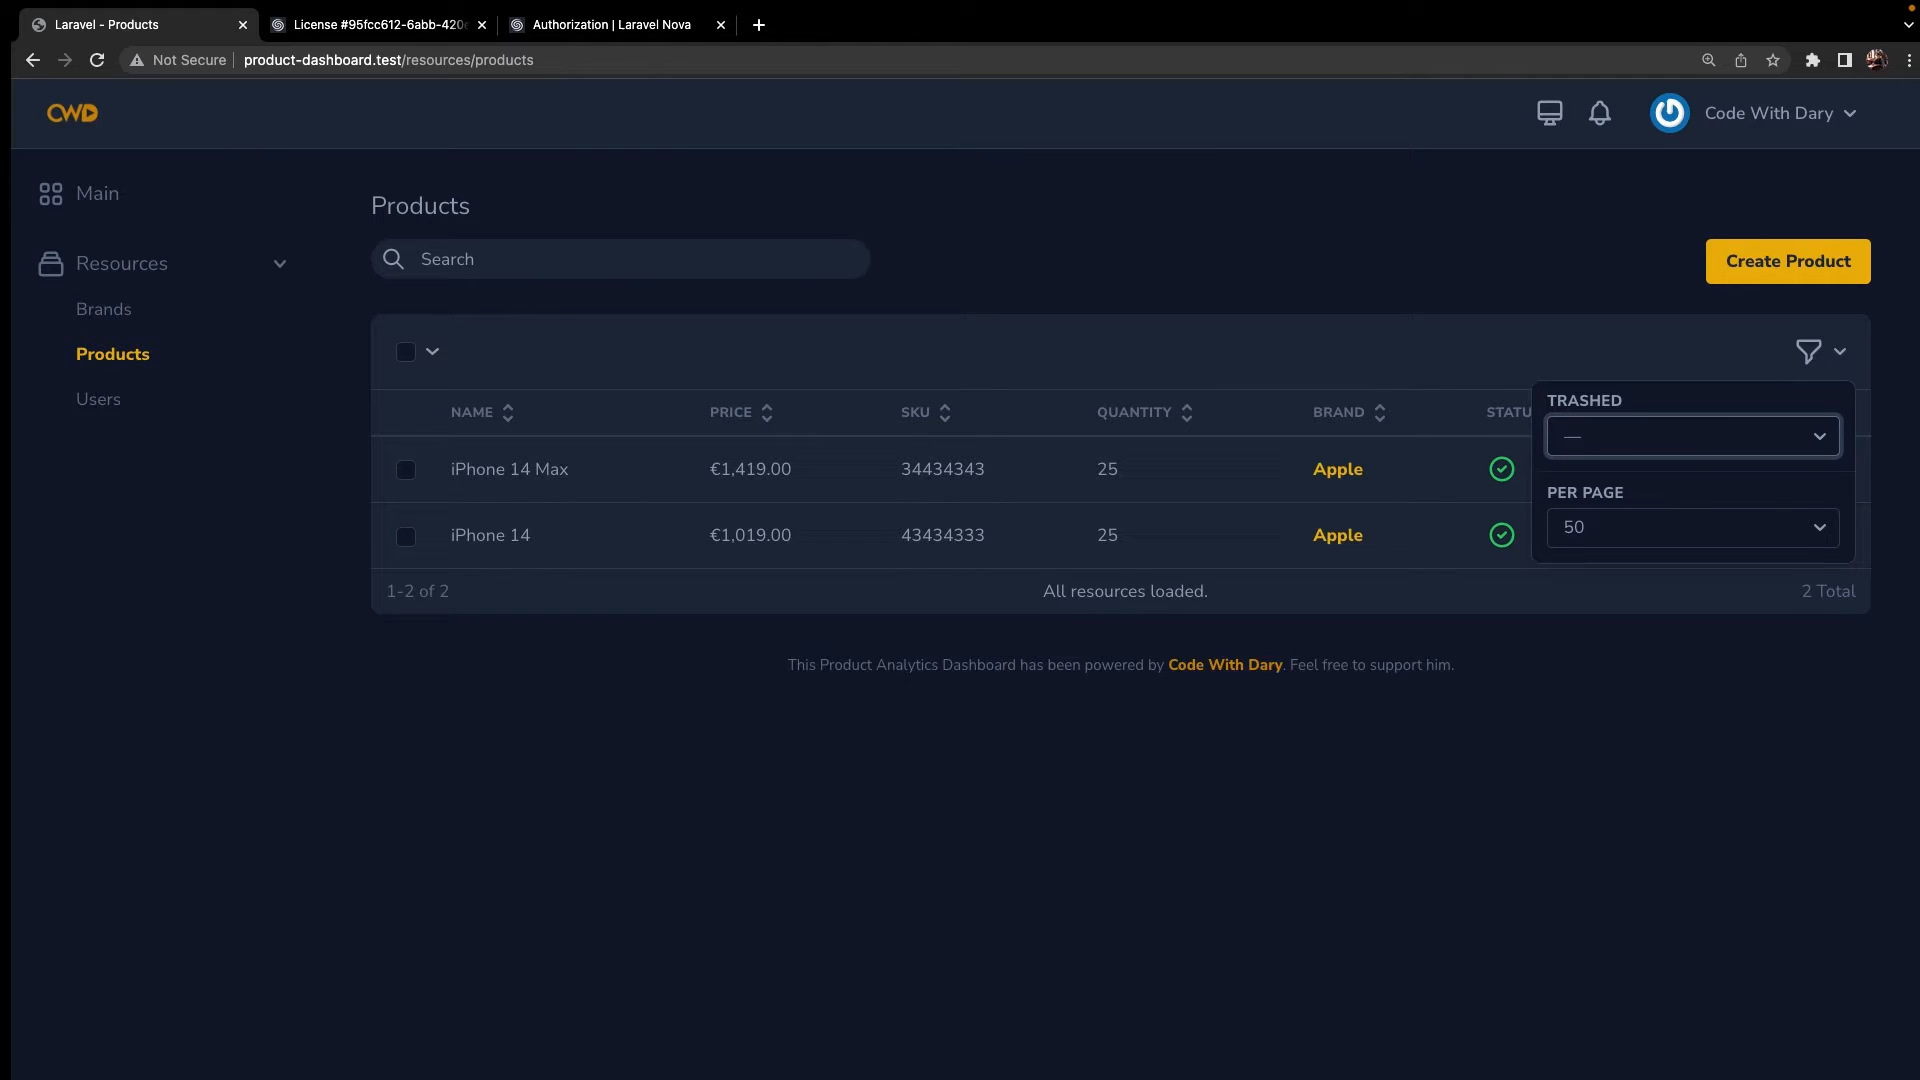 Laravel - Products
License #95fcc612-6abb-420
Authorization | Laravel Nova
Not Secure
product-dashboard.test/resources/products
CWD
Code With Dary
Main
Resources
Brands
Products
Users
Products
Search
Create Product
NAME PRICE SKU QUANTITY BRAND STATU
TRASHED
—
iPhone 14 Max €1,419.00 34434343 25 Apple
PER PAGE
50
iPhone 14 €1,019.00 43434333 25 Apple
1-2 of 2 All resources loaded. 2 Total
This Product Analytics Dashboard has been powered by Code With Dary. Feel free to support him.